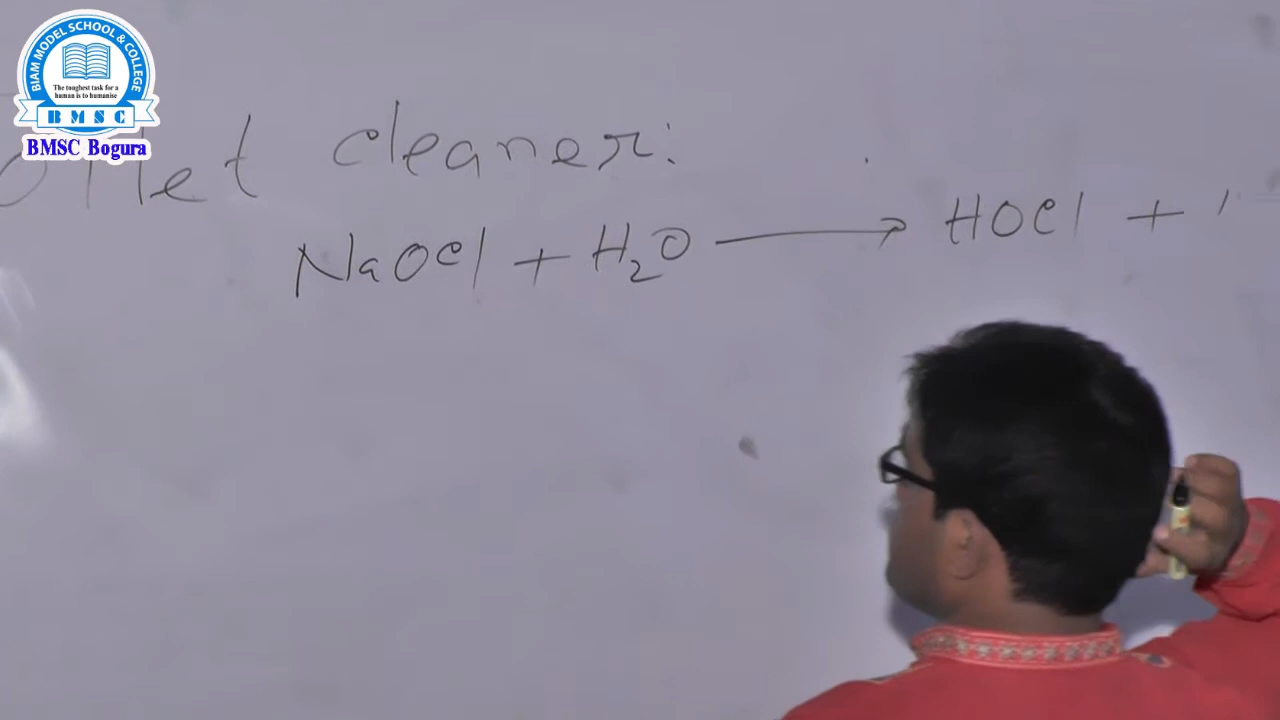 BIAM MODEL SCHOOL & COLLEGE
The toughest task for a
human is to humanise
BMSC
BMSC Bogura
cleaner:
NaOCl + H₂O → HOCl +